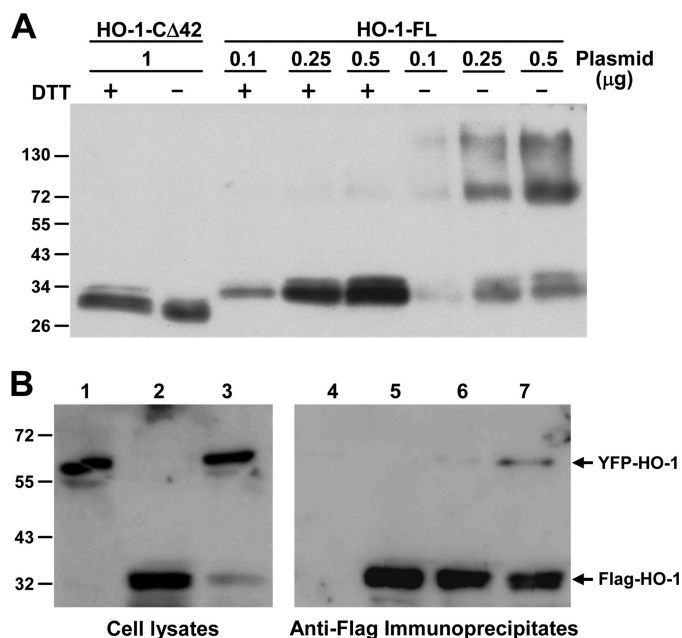 A
HO-1-CΔ42 HO-1-FL
1 0.1 0.25 0.5 0.1 0.25 0.5 Plasmid (μg)
DTT + − + + + − − −
130
72
55
43
34
26
B
1 2 3 4 5 6 7
72
55
43
32
YFP-HO-1
Flag-HO-1
Cell lysates Anti-Flag Immunoprecipitates